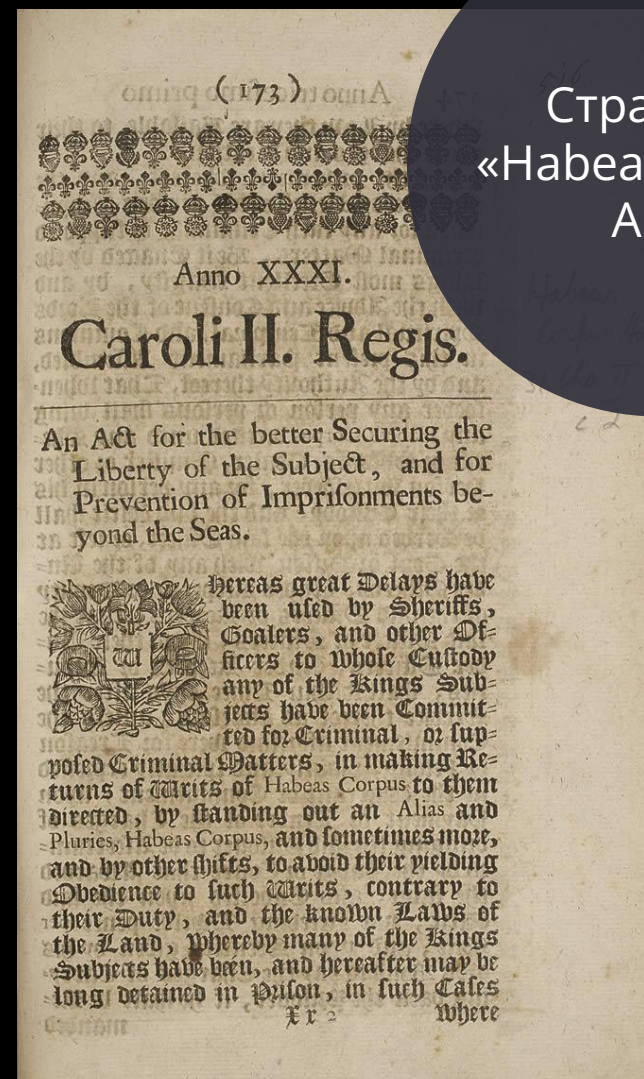 (173)
Стра
«Habea
A
Anno XXXI.
Caroli II. Regis.
An Act for the better Securing the
Liberty of the Subject, and for
Prevention of Impriſonments be-
yond the Seas.
WHereas great Delays have
been uſed by Sheriffs,
Goalers, and other Of-
ficers to whoſe Cuſtody
any of the Kings Sub-
jects have been Commit-
ted for Criminal, or ſup-
poſed Criminal Matters, in making Re-
turns of Writs of Habeas Corpus to them
directed, by ſtanding out an Alias and
Pluries, Habeas Corpus, and ſometimes more,
and by other ſhifts, to avoid their yielding
Obedience to ſuch Writs, contrary to
their Duty, and the known Laws of
the Land, whereby many of the Kings
Subjects have been, and hereafter may be
long detained in Priſon, in ſuch Caſes
Xx 2 where